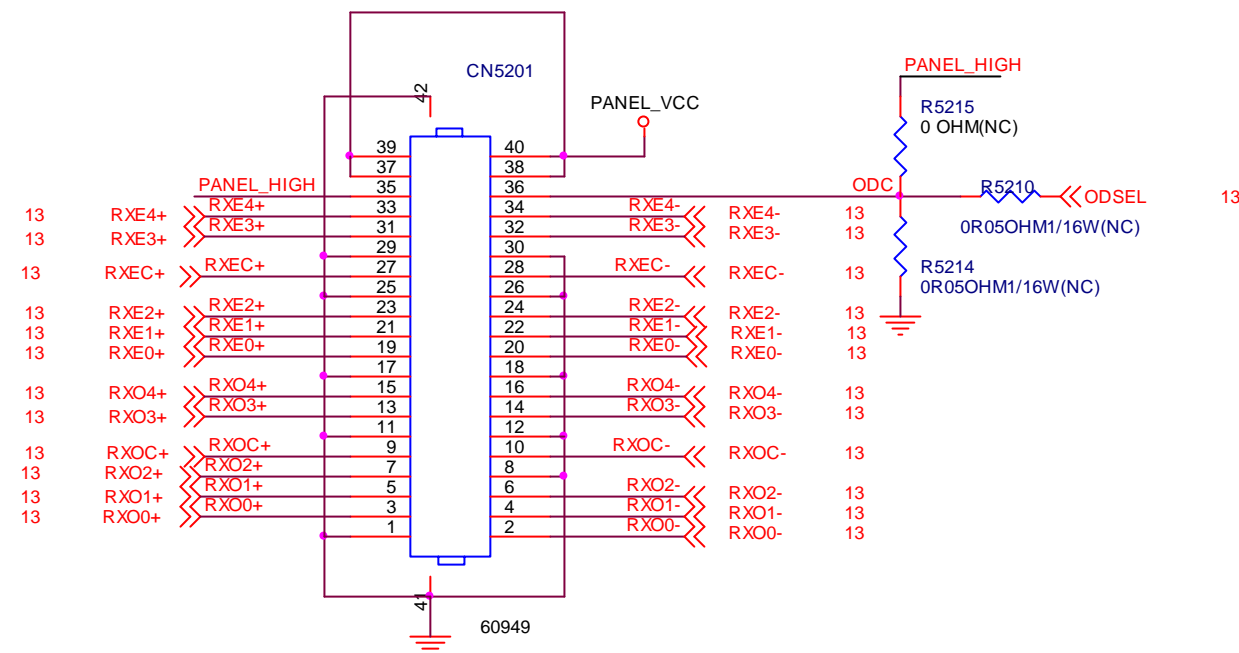 CN5201
42
PANEL_VCC
PANEL_HIGH
R5215
0 OHM(NC)
39 40
37 38
PANEL_HIGH 35 36 ODC R5210 ODSEL 13
0R05OHM1/16W(NC)
R5214
0R05OHM1/16W(NC)
13 RXE4+ RXE4+ 33 34 RXE4- RXE4- 13
13 RXE3+ RXE3+ 31 32 RXE3- RXE3- 13
29 30
13 RXEC+ RXEC+ 27 28 RXEC- RXEC- 13
25 26
13 RXE2+ RXE2+ 23 24 RXE2- RXE2- 13
13 RXE1+ RXE1+ 21 22 RXE1- RXE1- 13
13 RXE0+ RXE0+ 19 20 RXE0- RXE0- 13
17 18
13 RXO4+ RXO4+ 15 16 RXO4- RXO4- 13
13 RXO3+ RXO3+ 13 14 RXO3- RXO3- 13
11 12
13 RXOC+ RXOC+ 9 10 RXOC- RXOC- 13
13 RXO2+ RXO2+ 7 8
13 RXO1+ RXO1+ 5 6 RXO2- RXO2- 13
13 RXO0+ RXO0+ 3 4 RXO1- RXO1- 13
1 2 RXO0- RXO0- 13
41
60949